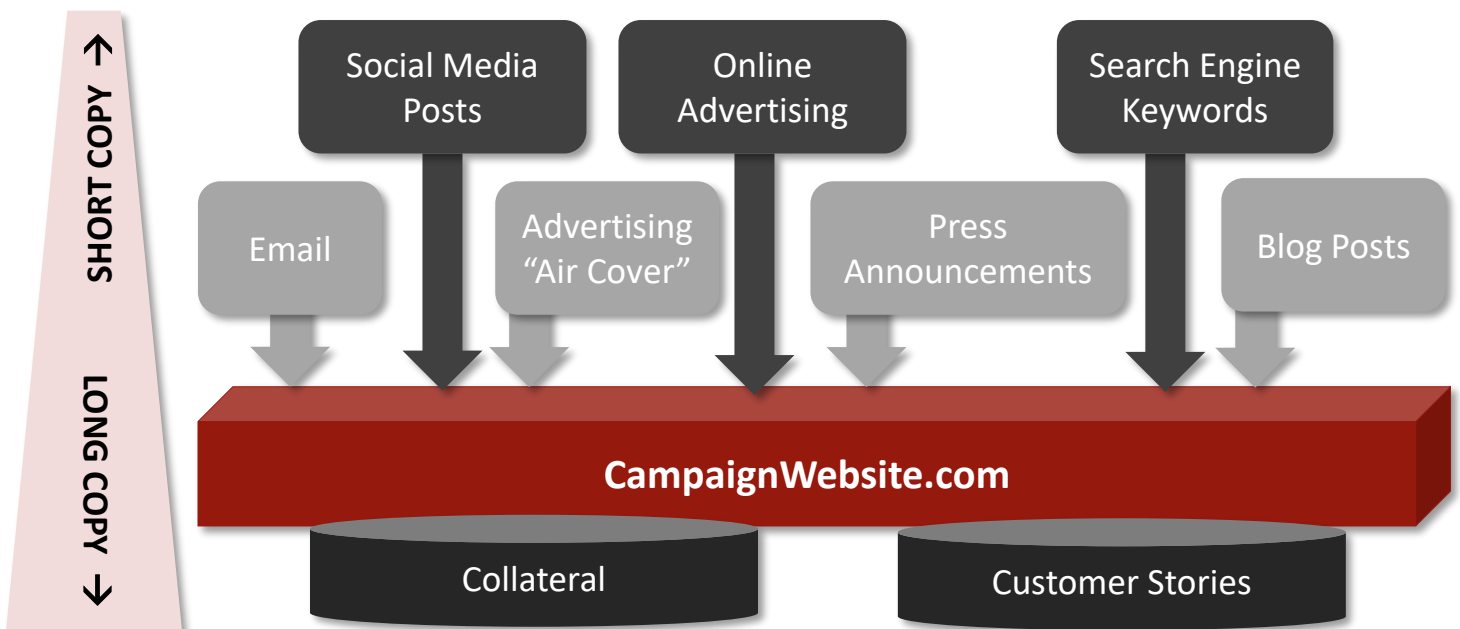 ← LONG COPY SHORT COPY →
Social Media
Posts
Online
Advertising
Search Engine
Keywords
Email
Advertising
“Air Cover”
Press
Announcements
Blog Posts
CampaignWebsite.com
Collateral
Customer Stories